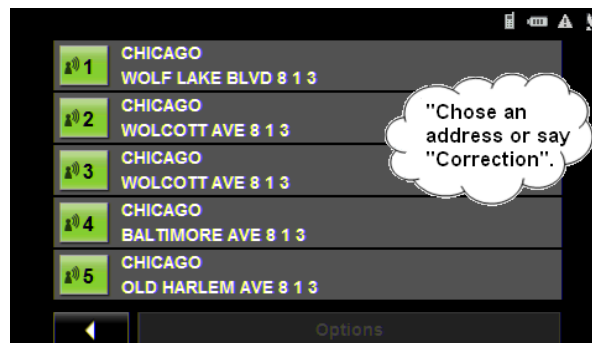 1 CHICAGO
WOLF LAKE BLVD 8 1 3
2 CHICAGO
WOLCOTT AVE 8 1 3
3 CHICAGO
WOLCOTT AVE 8 1 3
4 CHICAGO
BALTIMORE AVE 8 1 3
5 CHICAGO
OLD HARLEM AVE 8 1 3
"Chose an
address or say
"Correction".
Options